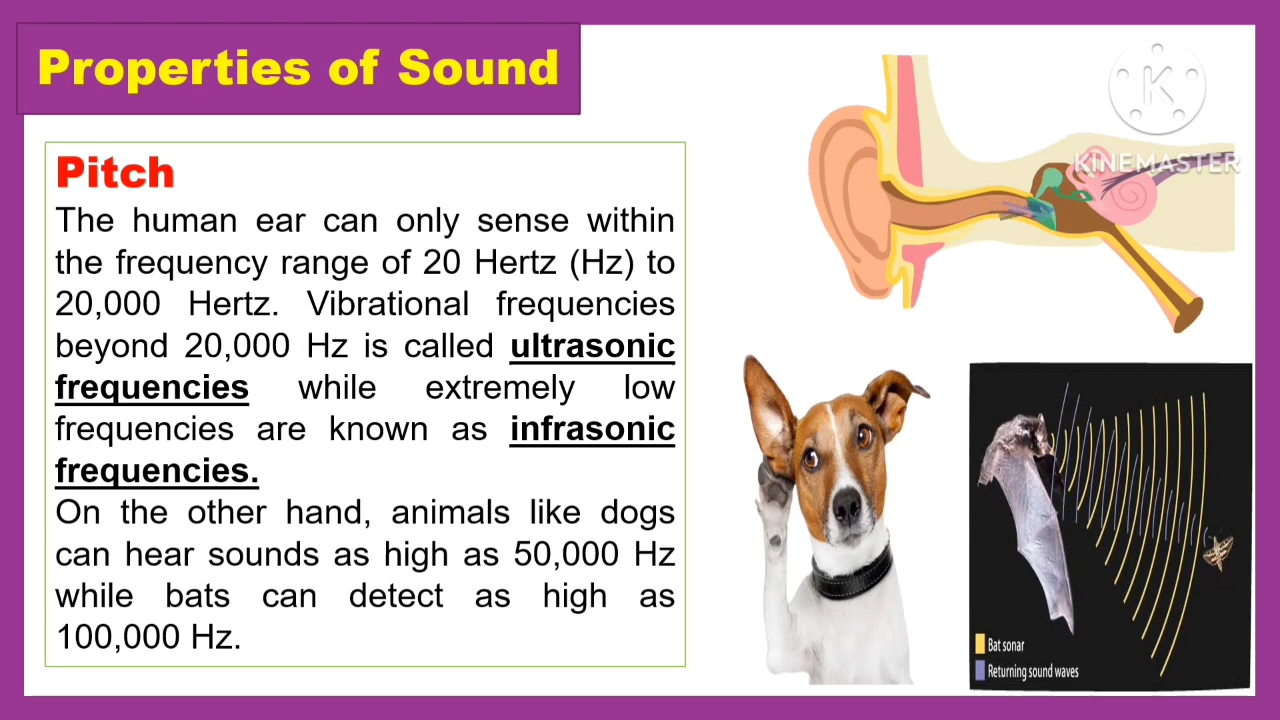 Properties of Sound
Pitch
The human ear can only sense within
the frequency range of 20 Hertz (Hz) to
20,000 Hertz. Vibrational frequencies
beyond 20,000 Hz is called ultrasonic
frequencies while extremely low
frequencies are known as infrasonic
frequencies.
On the other hand, animals like dogs
can hear sounds as high as 50,000 Hz
while bats can detect as high as
100,000 Hz.
K
KINEMASTER
Bat sonar
Returning sound waves